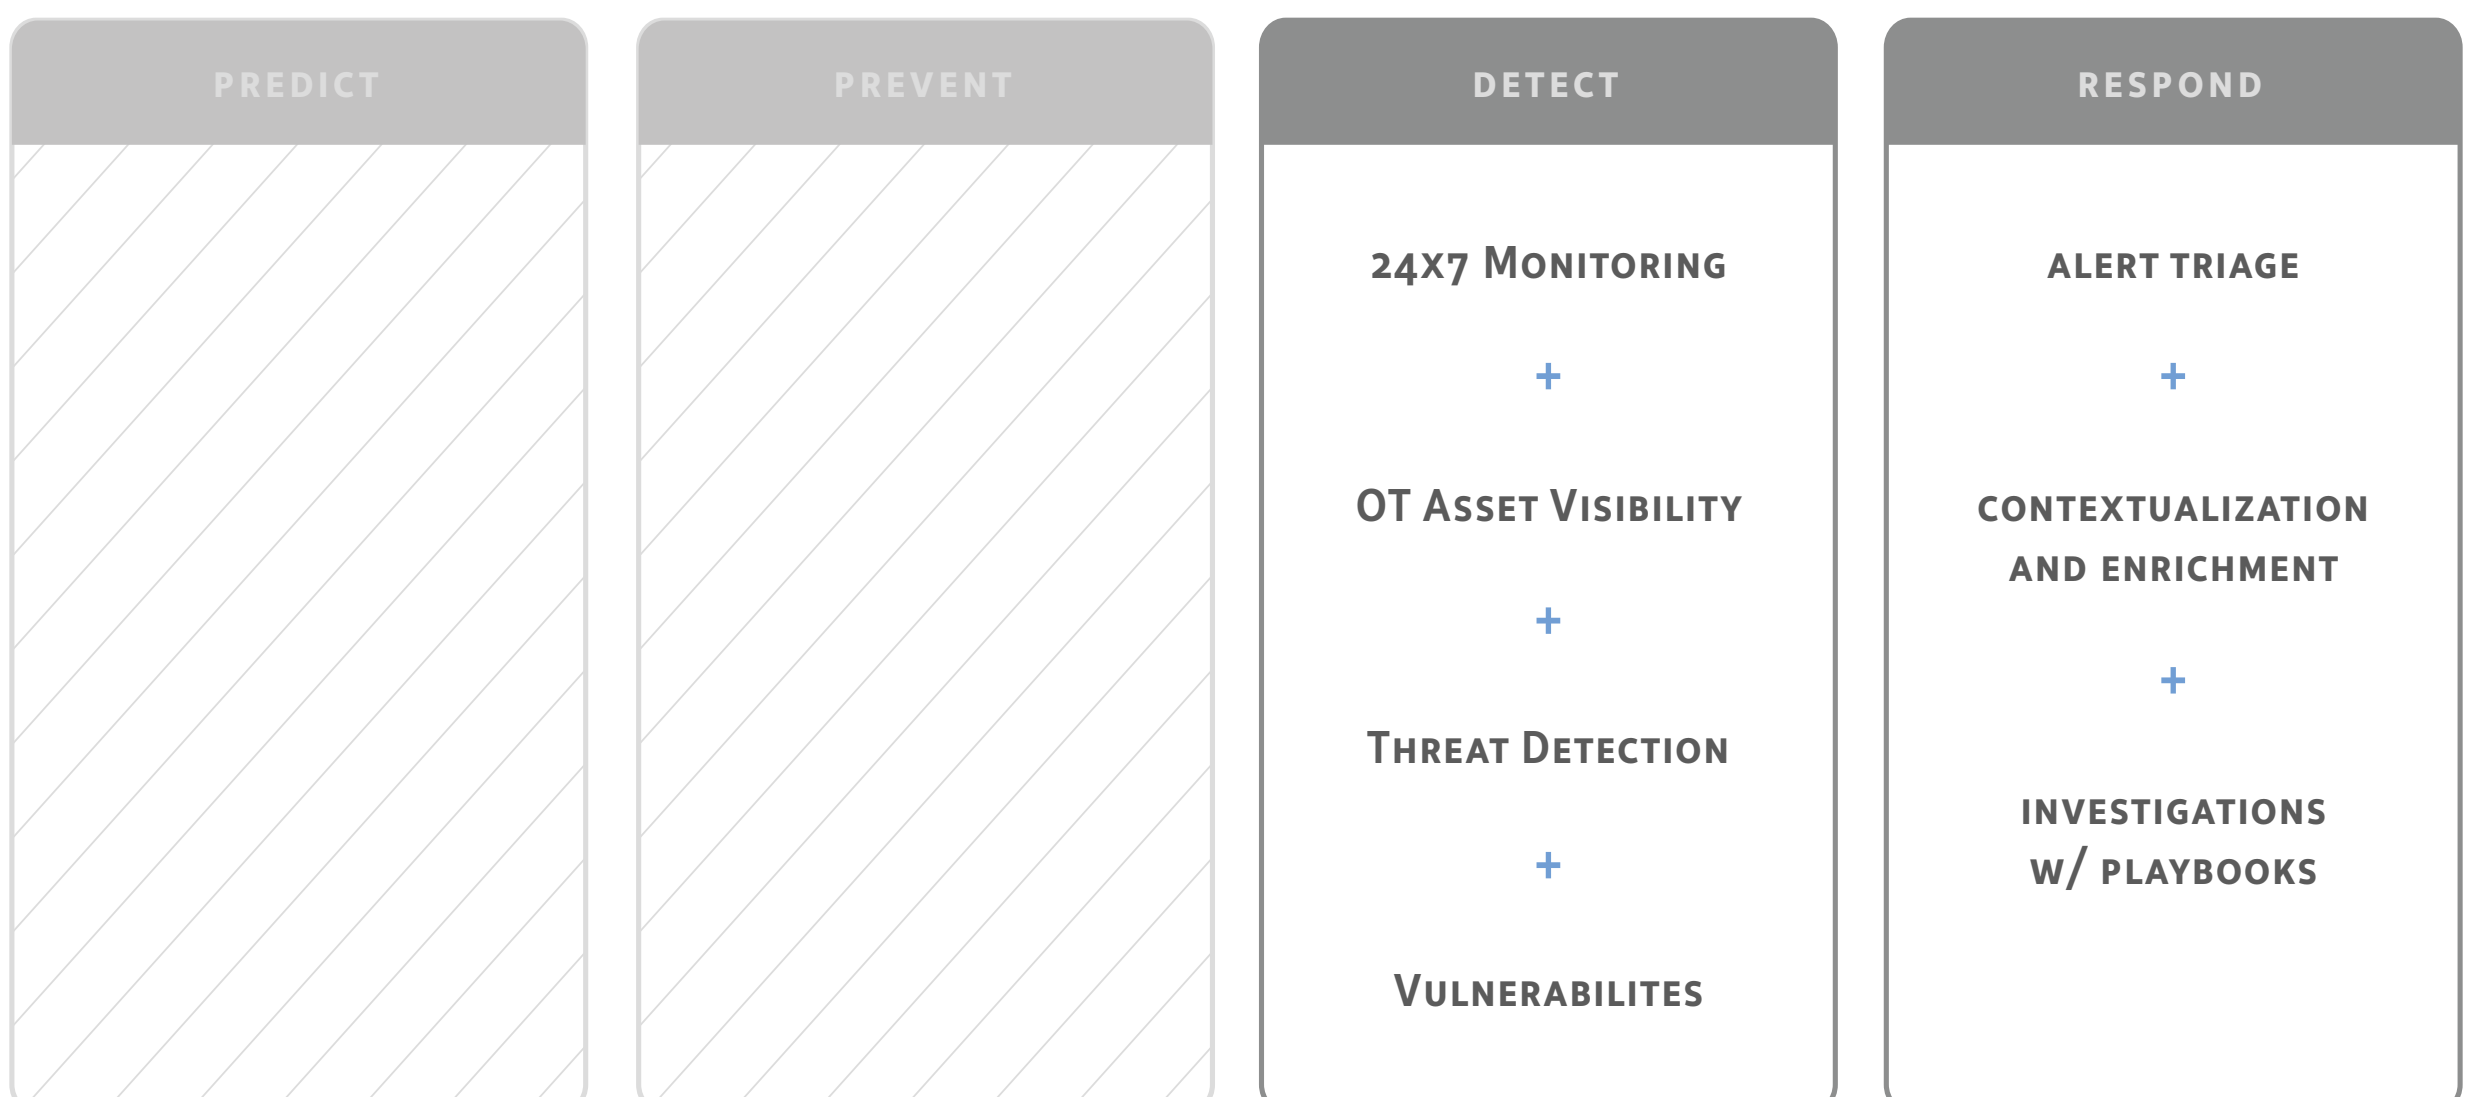 PREDICT
PREVENT
DETECT
RESPOND
24x7 Monitoring
+
OT Asset Visibility
+
Threat Detection
+
Vulnerabilites
alert triage
+
contextualization
and enrichment
+
investigations
w/ playbooks